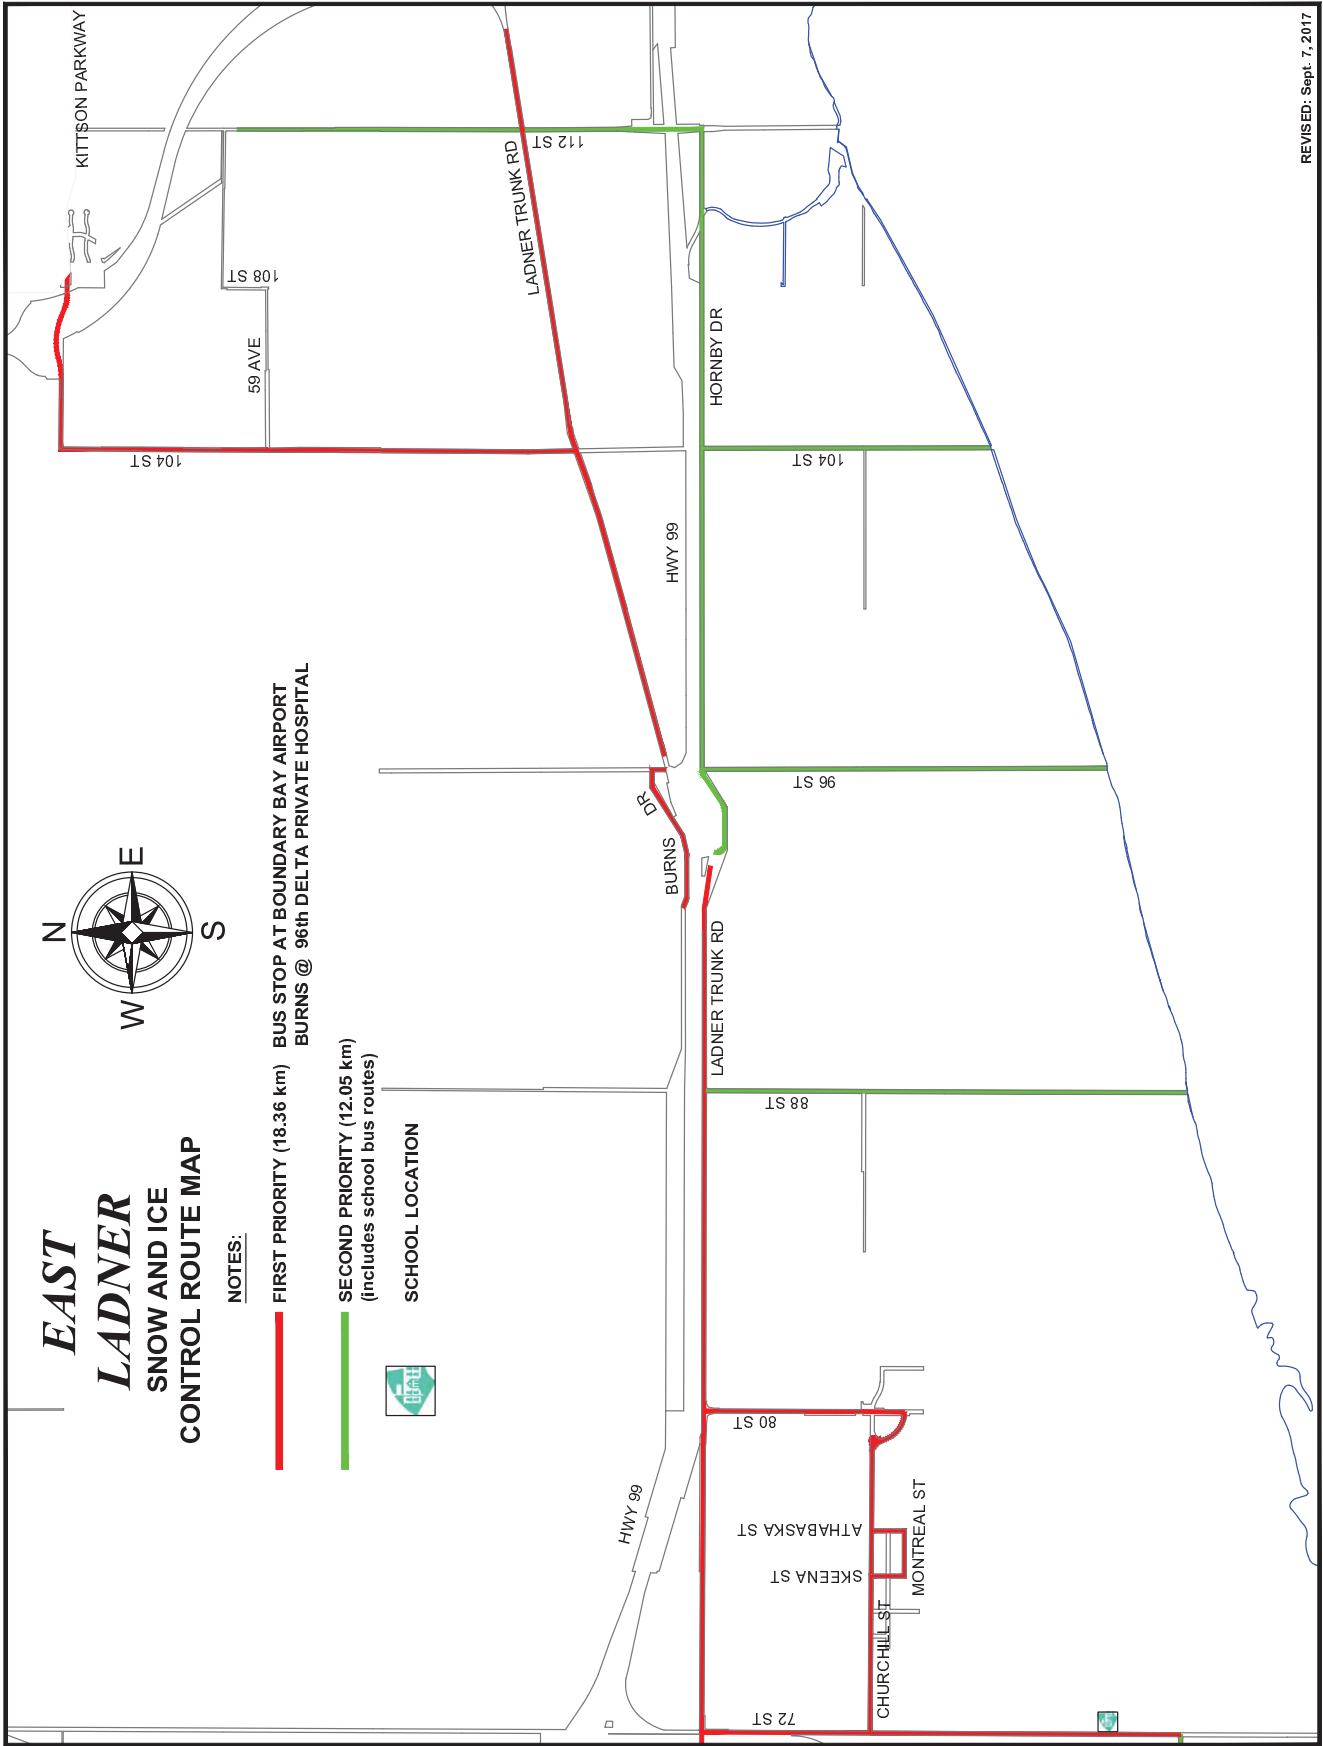 EAST
LADNER
SNOW AND ICE
CONTROL ROUTE MAP
NOTES:
FIRST PRIORITY (18.36 km)
BUS STOP AT BOUNDARY BAY AIRPORT
BURNS @ 96th DELTA PRIVATE HOSPITAL
SECOND PRIORITY (12.05 km)
(includes school bus routes)
SCHOOL LOCATION
N
W
E
S
KITTSON PARKWAY
112 ST
LADNER TRUNK RD
108 ST
59 AVE
104 ST
HORNBY DR
104 ST
HWY 99
96 ST
BURNS
DR
LADNER TRUNK RD
88 ST
HWY 99
80 ST
ATHABASKA ST
SKEENA ST
MONTREAL ST
CHURCHILL ST
72 ST
REVISED: Sept. 7, 2017